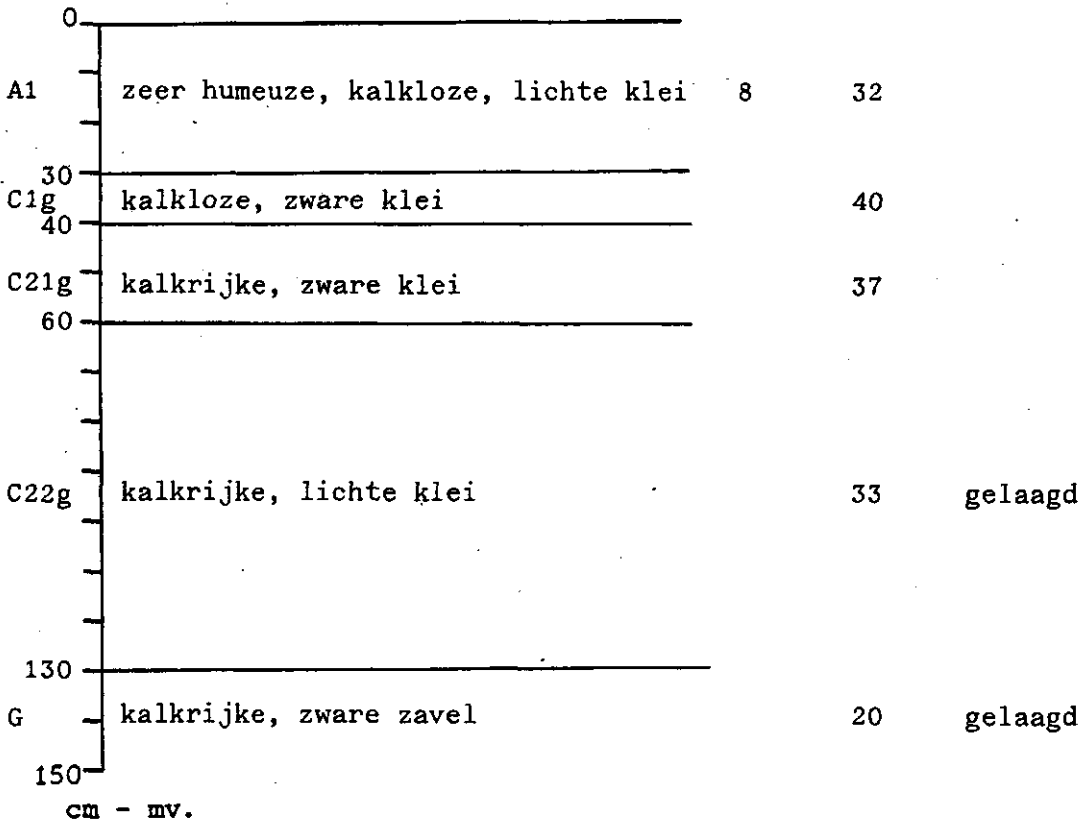 0
A1 zeer humeuze, kalkloze, lichte klei 8 32
30
C1g kalkloze, zware klei 40
40
C21g kalkrijke, zware klei 37
60
C22g kalkrijke, lichte klei 33 gelaagd
130
G kalkrijke, zware zavel 20 gelaagd
150
cm - mv.